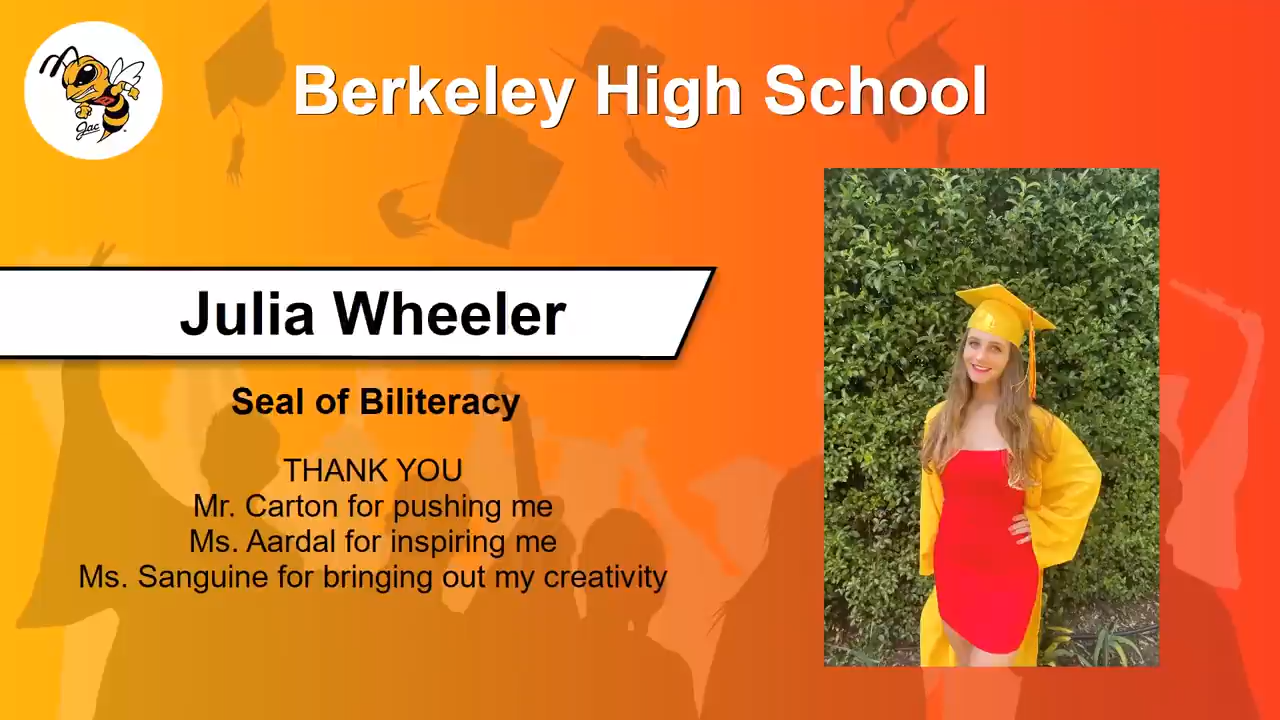 Jac
Berkeley High School
Julia Wheeler
Seal of Biliteracy
THANK YOU
Mr. Carton for pushing me
Ms. Aardal for inspiring me
Ms. Sanguine for bringing out my creativity